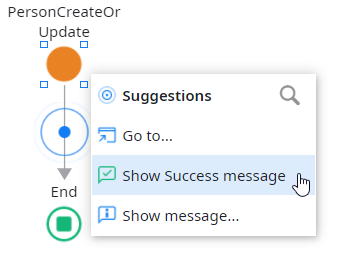 PersonCreateOr
Update
Suggestions
Go to...
Show Success message
End
Show message...